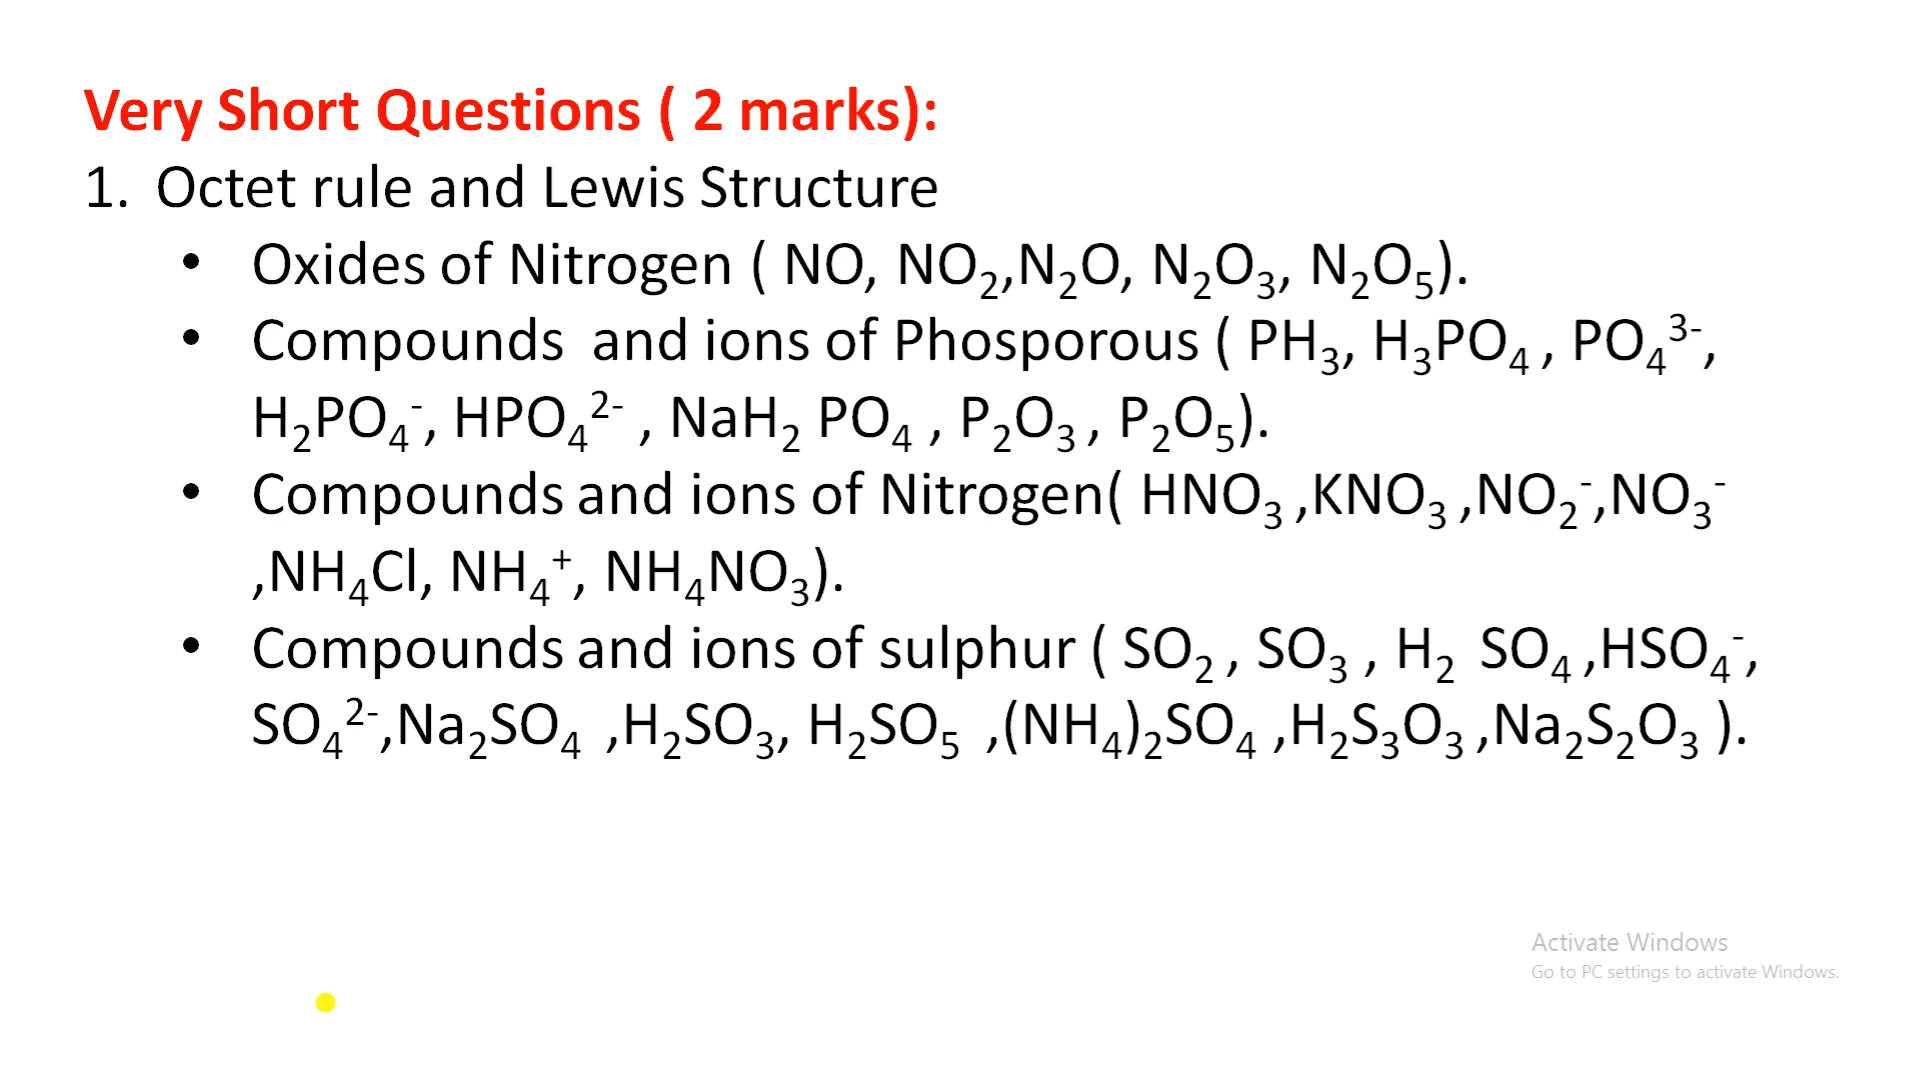 Very Short Questions ( 2 marks):
1. Octet rule and Lewis Structure
• Oxides of Nitrogen ( NO, NO₂,N₂O, N₂O₃, N₂O₅).
• Compounds and ions of Phosporous ( PH₃, H₃PO₄ , PO₄³⁻,
H₂PO₄⁻, HPO₄²⁻ , NaH₂ PO₄ , P₂O₃ , P₂O₅).
• Compounds and ions of Nitrogen( HNO₃ ,KNO₃ ,NO₂⁻,NO₃⁻
,NH₄Cl, NH₄⁺, NH₄NO₃).
• Compounds and ions of sulphur ( SO₂ , SO₃ , H₂ SO₄ ,HSO₄⁻,
SO₄²⁻,Na₂SO₄ ,H₂SO₃, H₂SO₅ ,(NH₄)₂SO₄ ,H₂S₃O₃ ,Na₂S₂O₃ ).
Activate Windows
Go to PC settings to activate Windows.